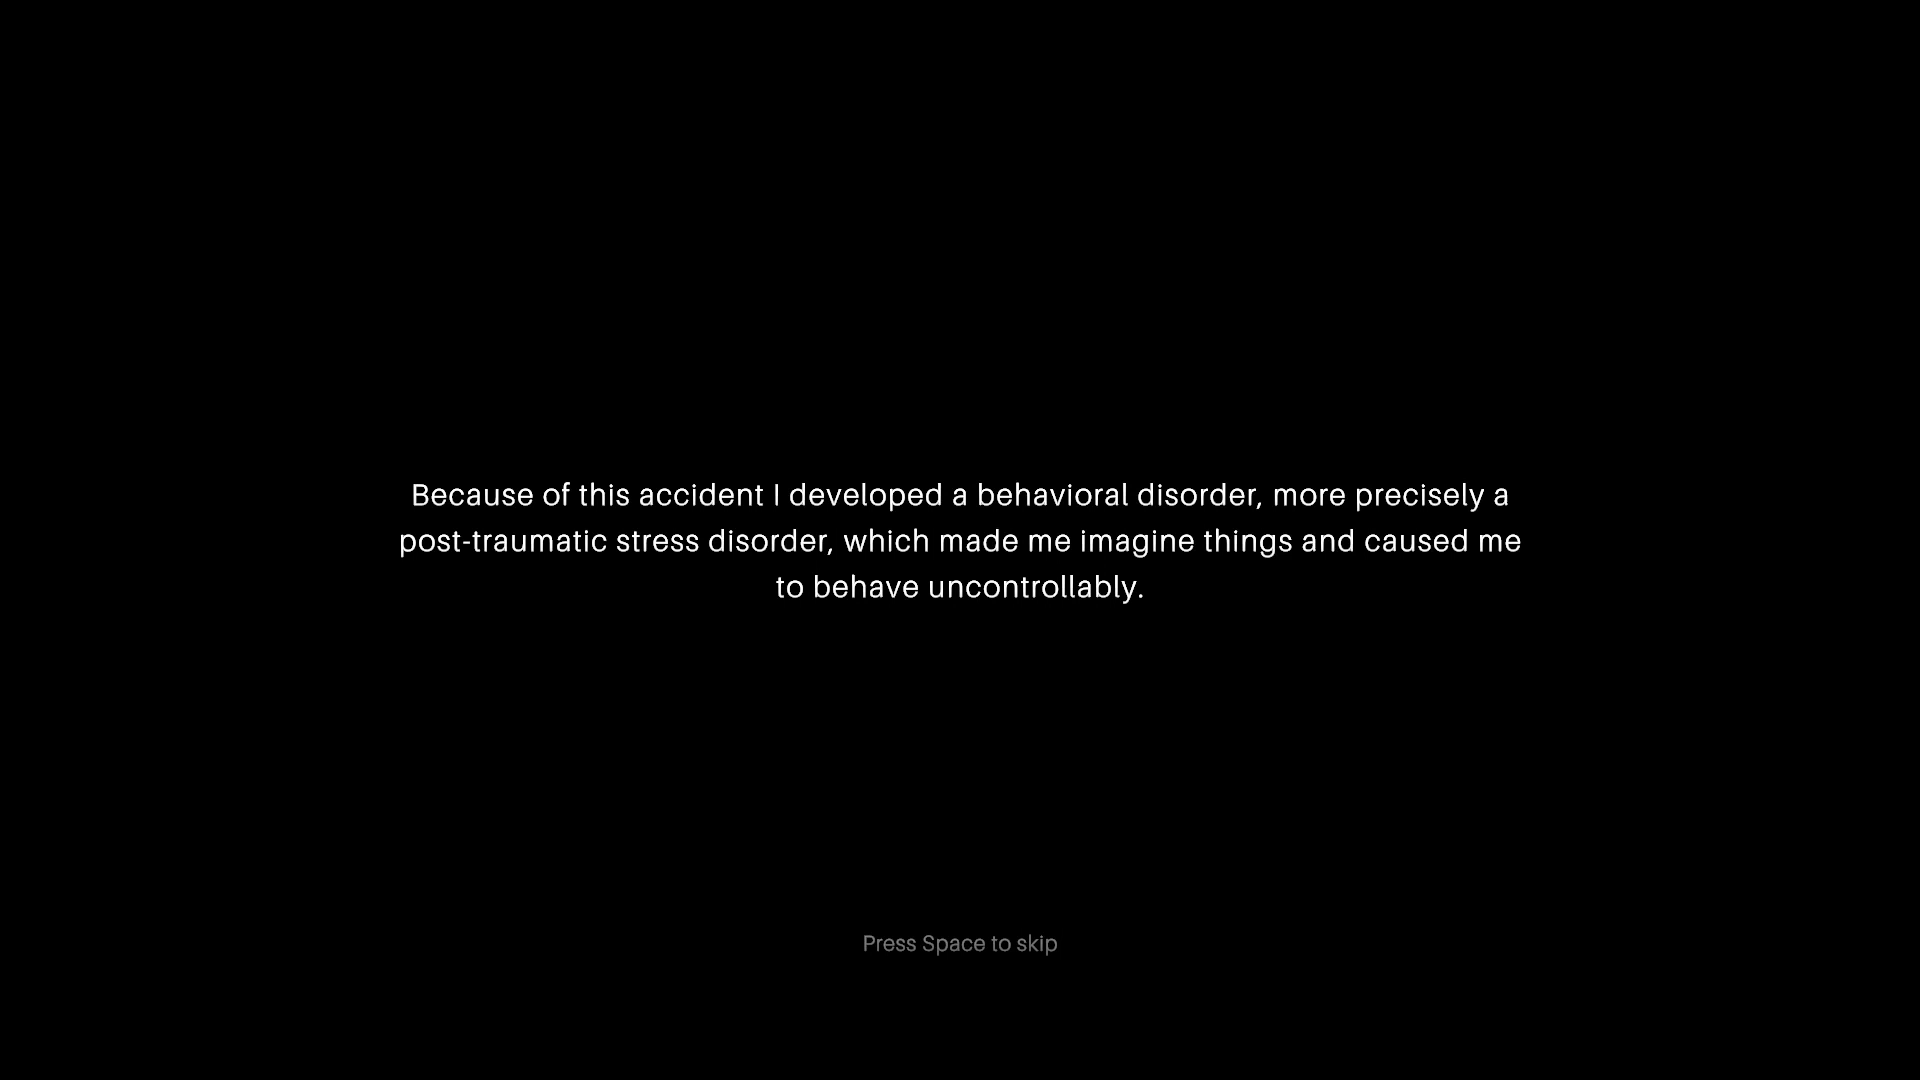 Because of this accident I developed a behavioral disorder, more precisely a
post-traumatic stress disorder, which made me imagine things and caused me
to behave uncontrollably.
Press Space to skip